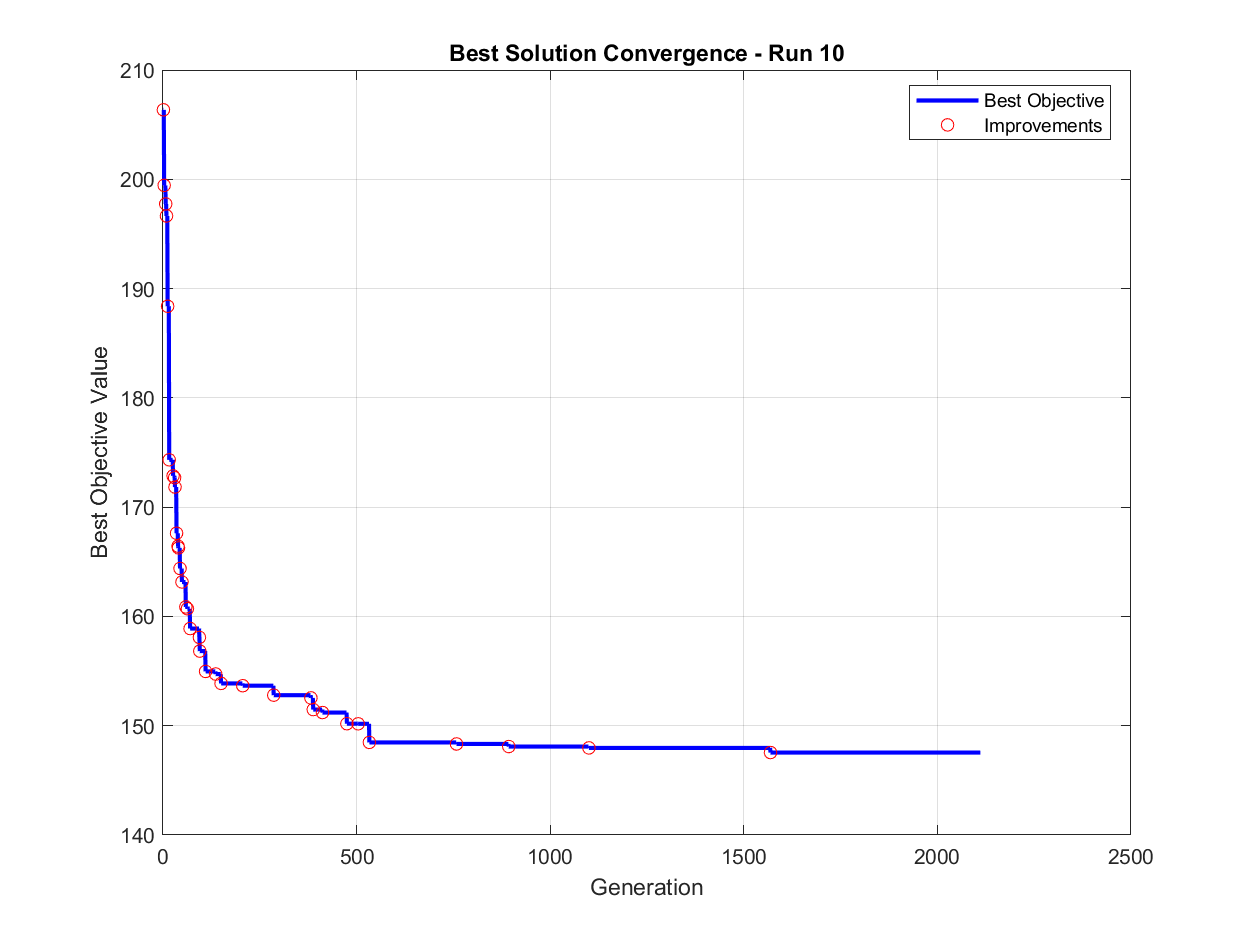 Best Solution Convergence - Run 10
210
200
190
180
170
160
150
140
Best Objective Value
Best Objective
Improvements
0 500 1000 1500 2000 2500
Generation